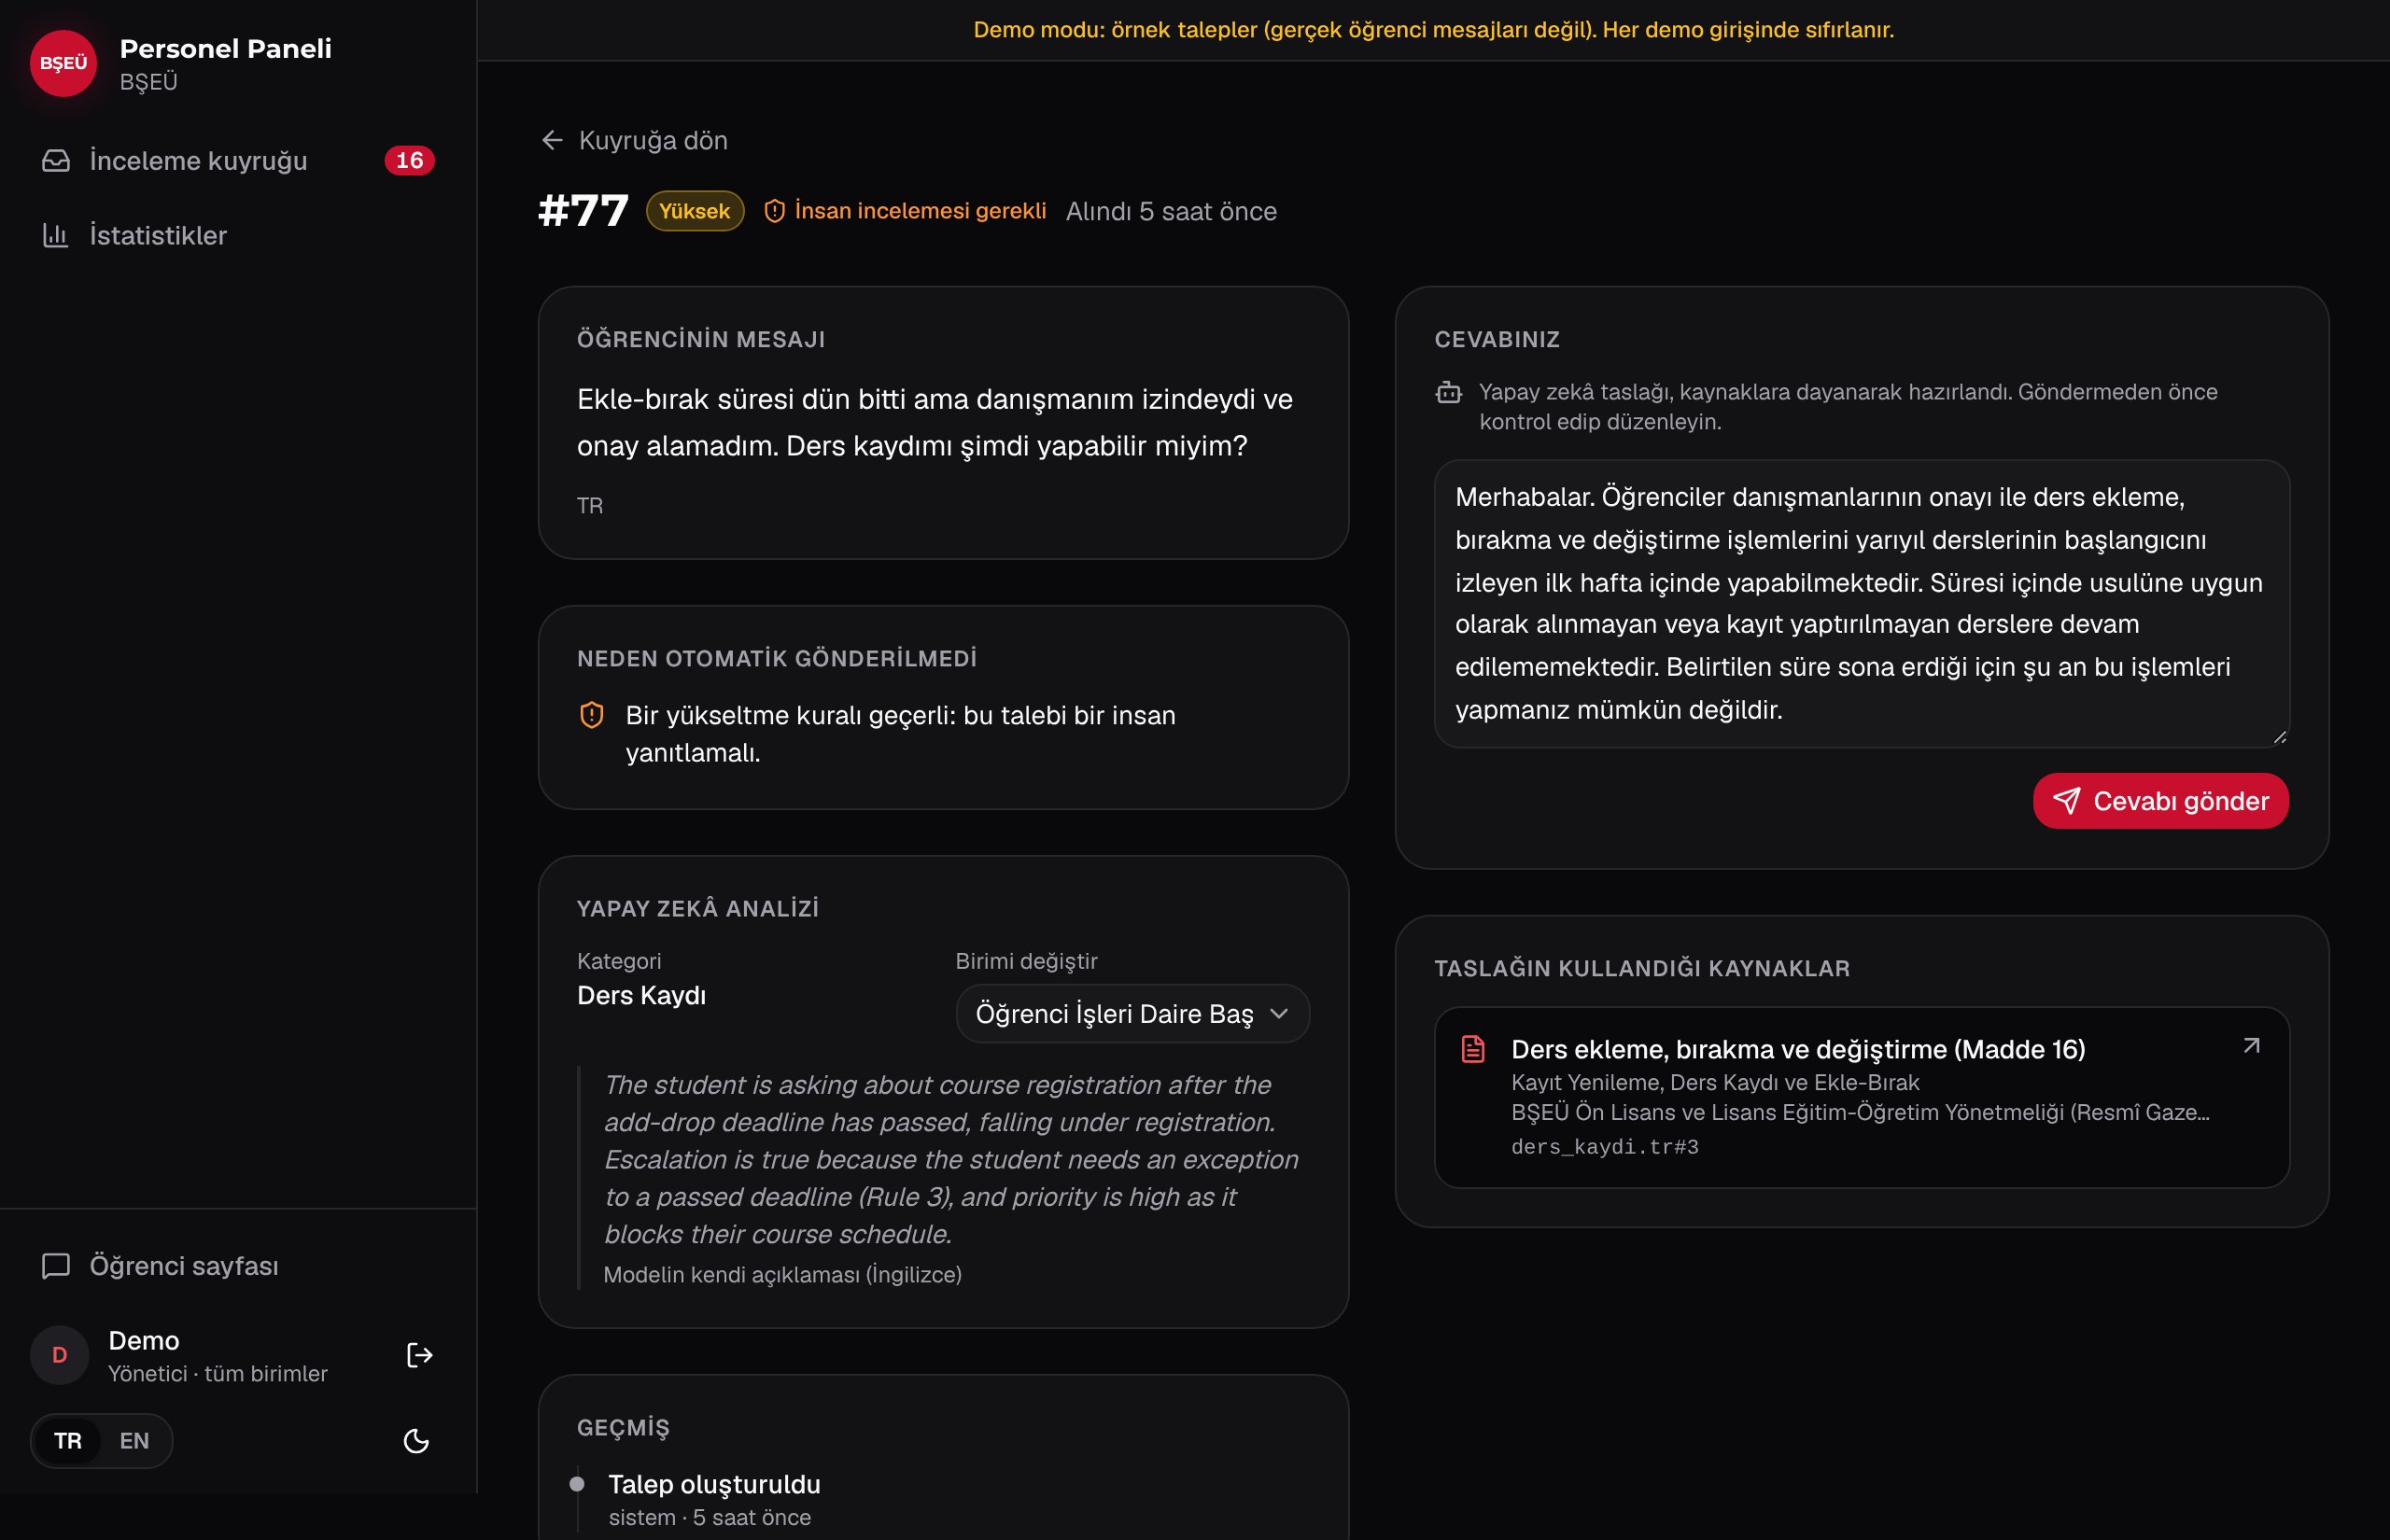 BŞEÜ
Personel Paneli
BŞEÜ
İnceleme kuyruğu
16
İstatistikler
Öğrenci sayfası
D
Demo
Yönetici · tüm birimler
TR
EN
Demo modu: örnek talepler (gerçek öğrenci mesajları değil). Her demo girişinde sıfırlanır.
Kuyruğa dön
#77
Yüksek
İnsan incelemesi gerekli
Alındı 5 saat önce
ÖĞRENCİNİN MESAJI
Ekle-bırak süresi dün bitti ama danışmanım izindeydi ve
onay alamadım. Ders kaydımı şimdi yapabilir miyim?
TR
NEDEN OTOMATİK GÖNDERİLMEDİ
Bir yükseltme kuralı geçerli: bu talebi bir insan
yanıtlamalı.
YAPAY ZEKÂ ANALİZİ
Kategori
Ders Kaydı
Birimi değiştir
Öğrenci İşleri Daire Baş
The student is asking about course registration after the
add-drop deadline has passed, falling under registration.
Escalation is true because the student needs an exception
to a passed deadline (Rule 3), and priority is high as it
blocks their course schedule.
Modelin kendi açıklaması (İngilizce)
GEÇMİŞ
Talep oluşturuldu
sistem · 5 saat önce
CEVABINIZ
Yapay zekâ taslağı, kaynaklara dayanarak hazırlandı. Göndermeden önce
kontrol edip düzenleyin.
Merhabalar. Öğrenciler danışmanlarının onayı ile ders ekleme,
bırakma ve değiştirme işlemlerini yarıyıl derslerinin başlangıcını
izleyen ilk hafta içinde yapabilmektedir. Süresi içinde usulüne uygun
olarak alınmayan veya kayıt yaptırılmayan derslere devam
edilememektedir. Belirtilen süre sona erdiği için şu an bu işlemleri
yapmanız mümkün değildir.
Cevabı gönder
TASLAĞIN KULLANDIĞI KAYNAKLAR
Ders ekleme, bırakma ve değiştirme (Madde 16)
Kayıt Yenileme, Ders Kaydı ve Ekle-Bırak
BŞEÜ Ön Lisans ve Lisans Eğitim-Öğretim Yönetmeliği (Resmî Gaze...
ders_kaydi.tr#3